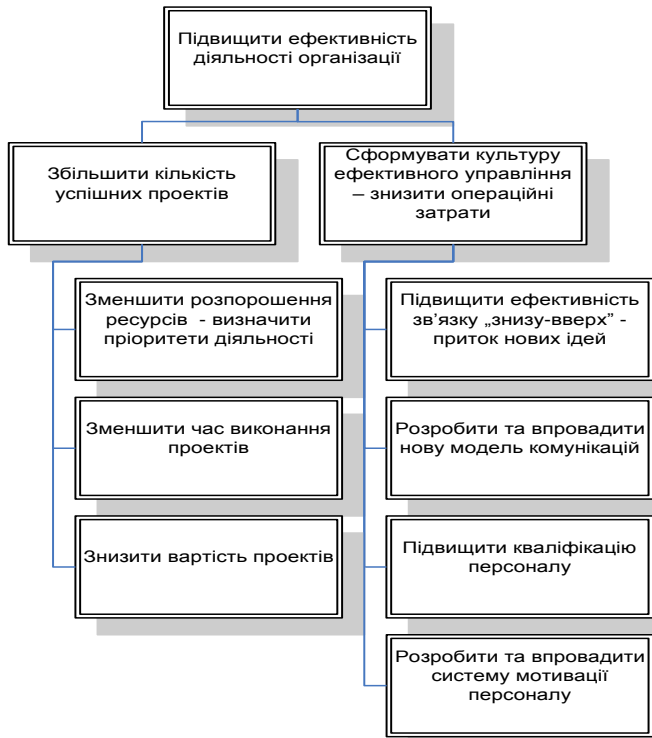 Підвищити ефективність
діяльності організації
Збільшити кількість
успішних проектів
Сформувати культуру
ефективного управління
– знизити операційні
затрати
Зменшити розпорошення
ресурсів - визначити
пріоритети діяльності
Зменшити час виконання
проектів
Знизити вартість проектів
Підвищити ефективність
зв’язку „знизу-вверх” -
приток нових ідей
Розробити та впровадити
нову модель комунікацій
Підвищити кваліфікацію
персоналу
Розробити та впровадити
систему мотивації
персоналу